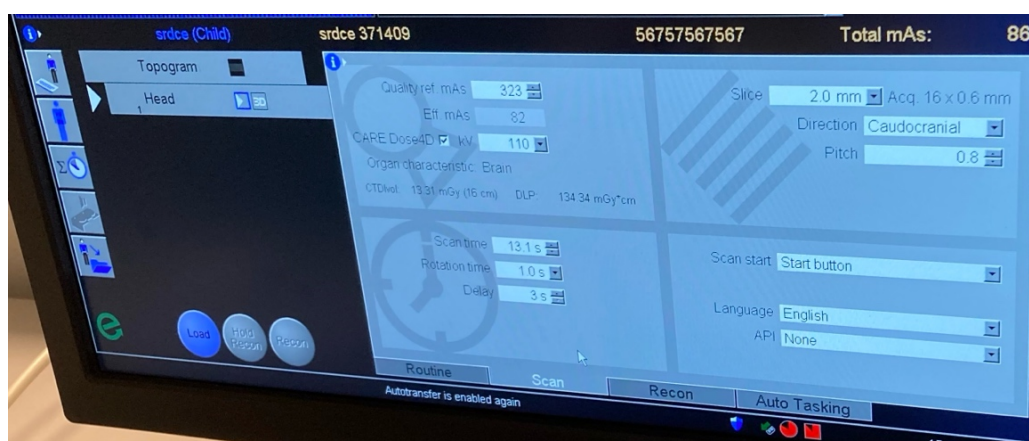 srdce (Child) srdce 371409 56757567567 Total mAs: 86
Topogram
Head
1
3D
Quality ref. mAs 323
Eff. mAs 82
CARE Dose4D kV 110
Organ characteristic: Brain
CTDIvol: 13.31 mGy (16 cm) DLP: 134.34 mGy*cm
Slice 2.0 mm Acq. 16 x 0.6 mm
Direction Caudocranial
Pitch 0.8
Scan time 13.1 s
Rotation time 1.0 s
Delay 3 s
Scan start Start button
Language English
API None
Load
Hold Recon
Recon
Routine Scan Recon Auto Tasking
Autotransfer is enabled again